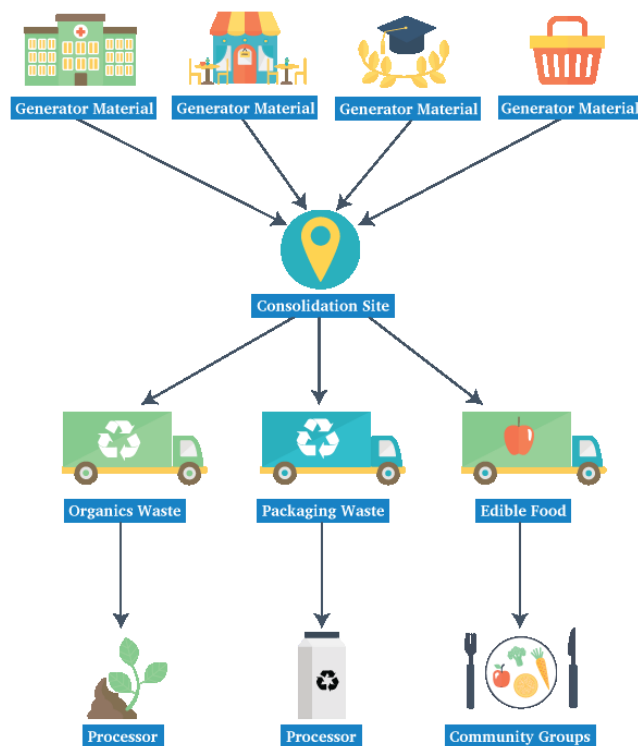 Generator Material
Generator Material
Generator Material
Generator Material
Consolidation Site
Organics Waste
Packaging Waste
Edible Food
Processor
Processor
Community Groups